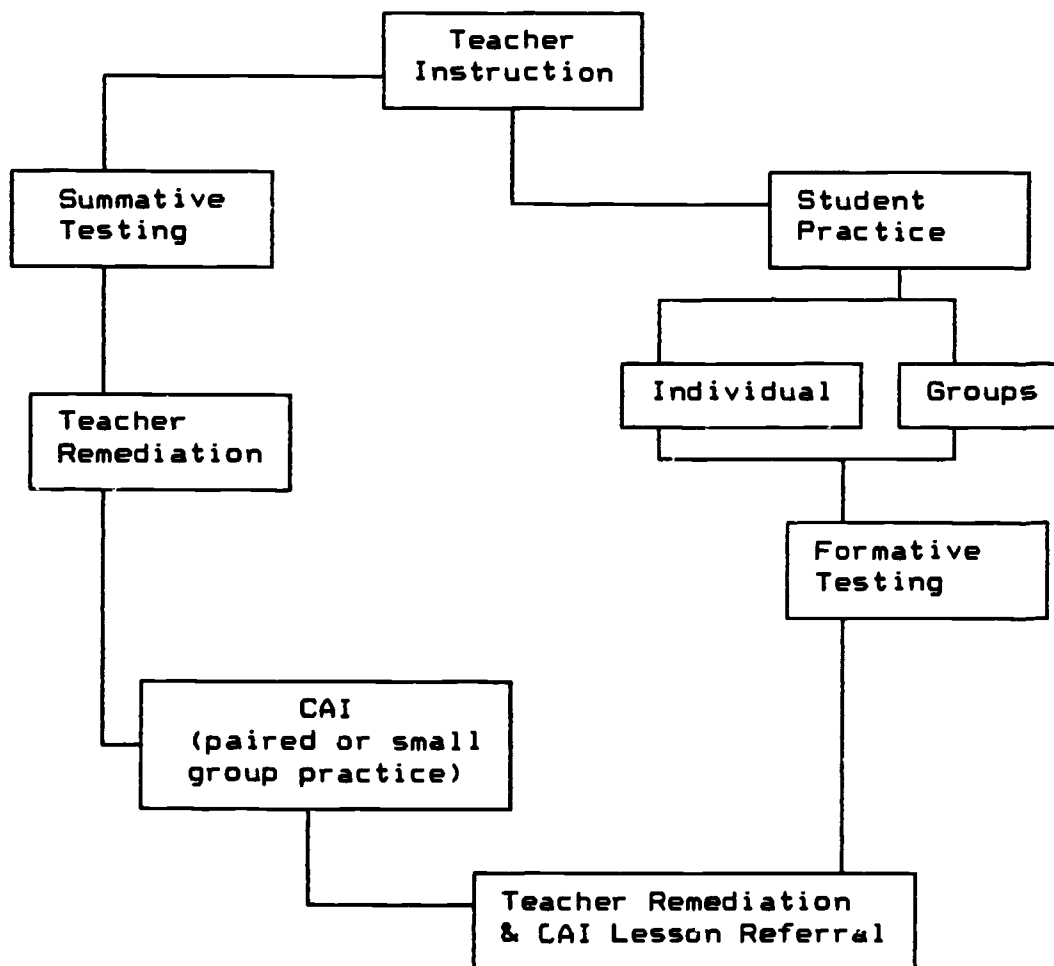 Teacher
Instruction
Summative
Testing
Student
Practice
Individual
Groups
Teacher
Remediation
Formative
Testing
CAI
(paired or small
group practice)
Teacher Remediation
& CAI Lesson Referral